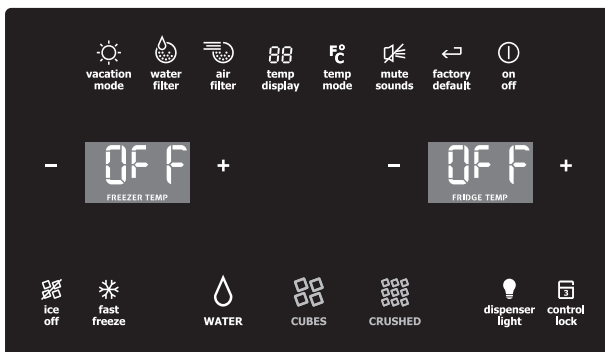 88 F° C
vacation water air temp temp mute factory on
mode filter filter display mode sounds default off
- OFF + - OFF +
FREEZER TEMP FRIDGE TEMP
3
ice fast WATER CUBES CRUSHED dispenser control
off freeze light lock